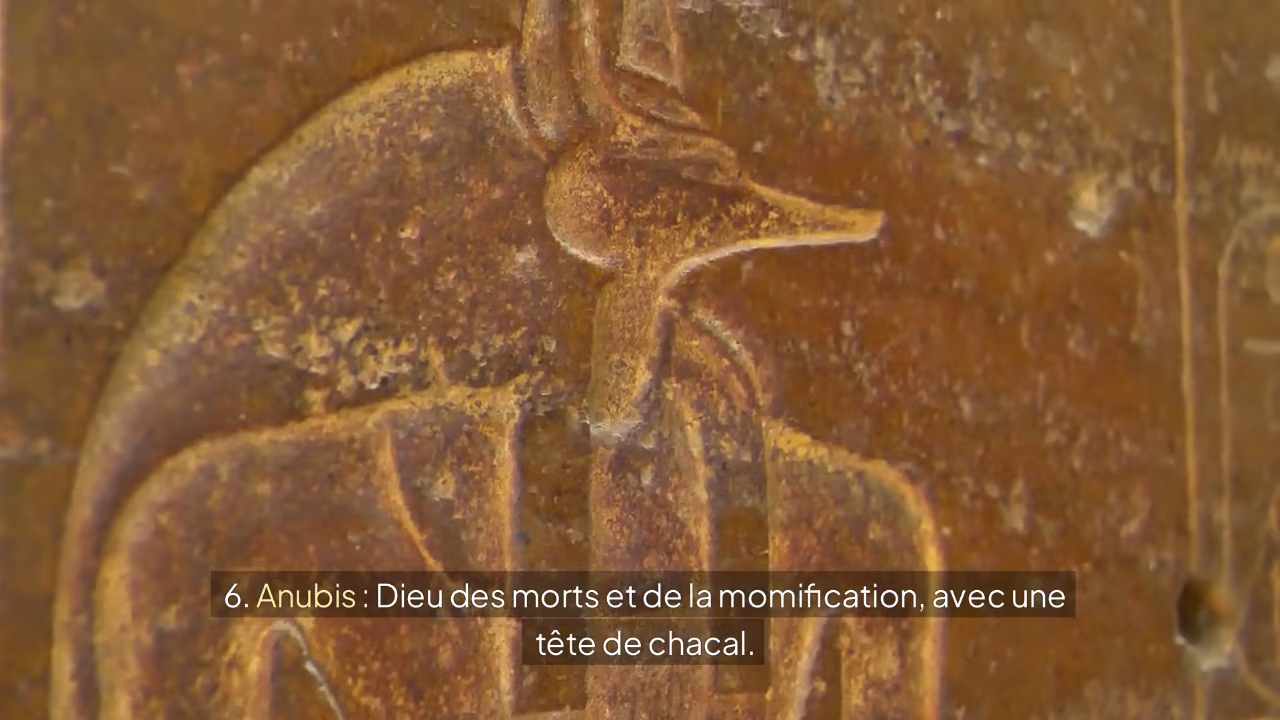 6. Anubis : Dieu des morts et de la momification, avec une
tête de chacal.